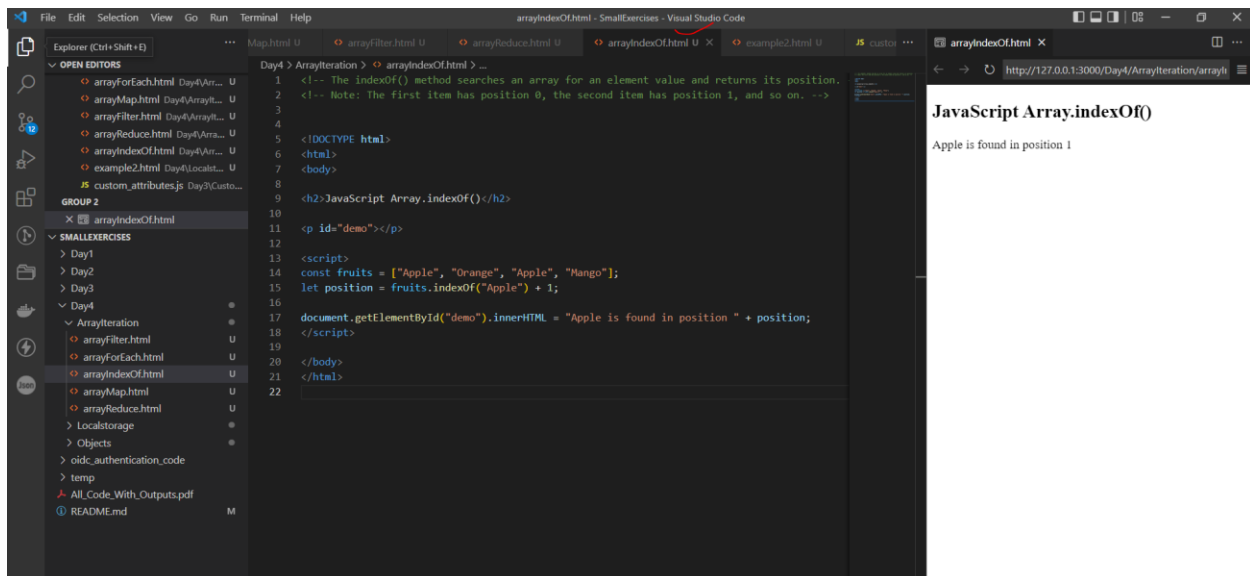 File Edit Selection View Go Run Terminal Help
arrayIndexOf.html - SmallExercises - Visual Studio Code
Explorer (Ctrl+Shift+E)
OPEN EDITORS
arrayForEach.html Day4\Arr... U
arrayMap.html Day4\ArrayIt... U
arrayFilter.html Day4\ArrayIt... U
arrayReduce.html Day4\Arra... U
arrayIndexOf.html Day4\Arr... U
example2.html Day4\Localst... U
JS custom_attributes.js Day3\Custo...
GROUP 2
arrayIndexOf.html
SMALLEXERCISES
Day1
Day2
Day3
Day4
ArrayIteration
arrayFilter.html U
arrayForEach.html U
arrayIndexOf.html U
arrayMap.html U
arrayReduce.html U
Localstorage
Objects
oidc_authentication_code
temp
All_Code_With_Outputs.pdf
README.md M
12
Json
Map.html U arrayFilter.html U arrayReduce.html U arrayIndexOf.html U example2.html U JS custor
Day4 > ArrayIteration > arrayIndexOf.html > ...
1 <!-- The indexOf() method searches an array for an element value and returns its position.
2 <!-- Note: The first item has position 0, the second item has position 1, and so on. -->
3
4
5 <!DOCTYPE html>
6 <html>
7 <body>
8
9 <h2>JavaScript Array.indexOf()</h2>
10
11 <p id="demo"></p>
12
13 <script>
14 const fruits = ["Apple", "Orange", "Apple", "Mango"];
15 let position = fruits.indexOf("Apple") + 1;
16
17 document.getElementById("demo").innerHTML = "Apple is found in position " + position;
18 </script>
19
20 </body>
21 </html>
22
arrayIndexOf.html
http://127.0.0.1:3000/Day4/ArrayIteration/arrayI
JavaScript Array.indexOf()
Apple is found in position 1